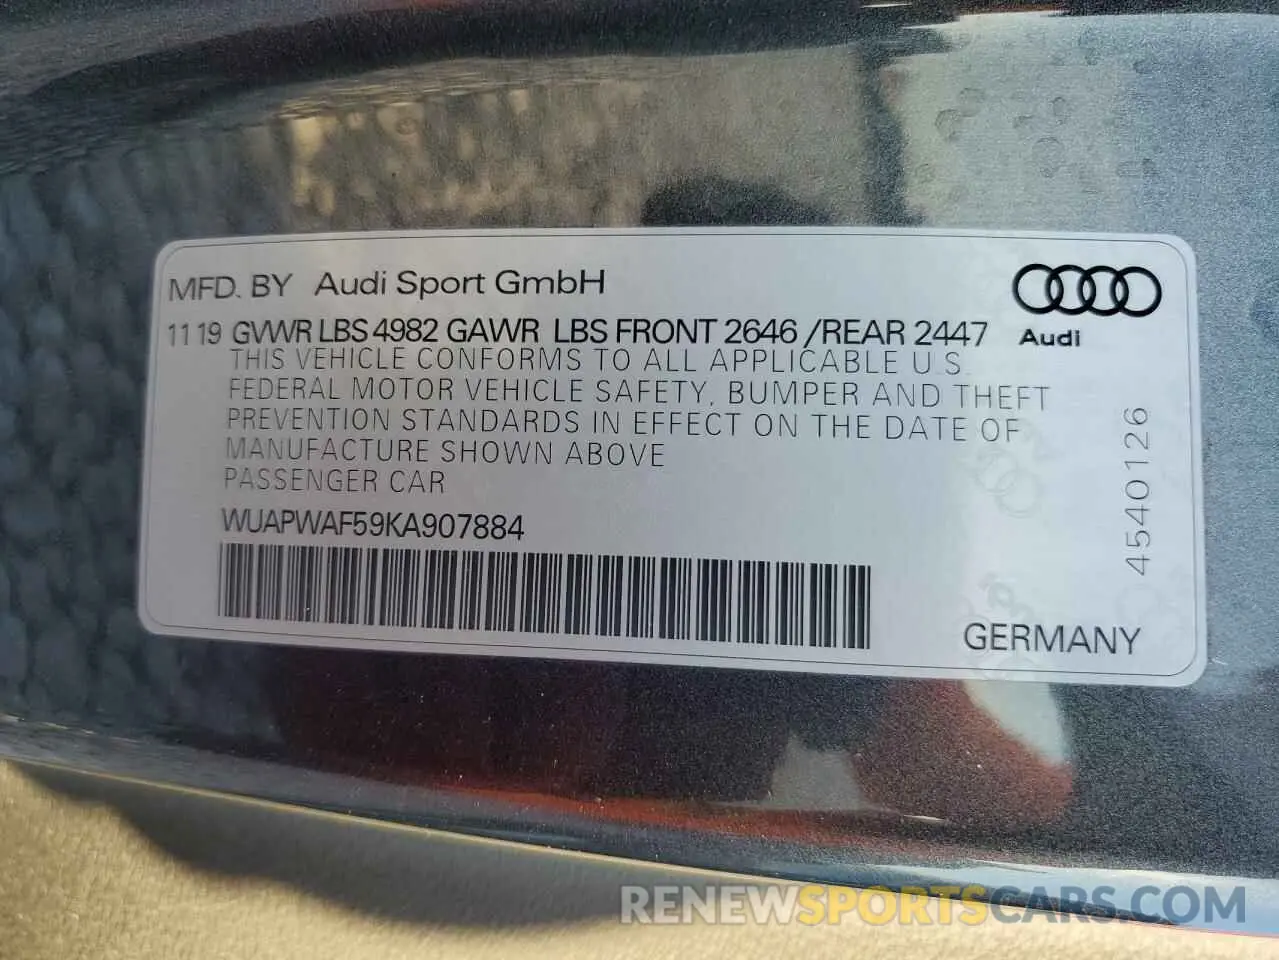 MFD. BY Audi Sport GmbH
11 19 GVWR LBS 4982 GAWR LBS FRONT 2646 /REAR 2447
Audi
THIS VEHICLE CONFORMS TO ALL APPLICABLE U.S.
FEDERAL MOTOR VEHICLE SAFETY, BUMPER AND THEFT
PREVENTION STANDARDS IN EFFECT ON THE DATE OF
MANUFACTURE SHOWN ABOVE
PASSENGER CAR
WUAPWAF59KA907884
4540126
GERMANY
RENEWSPORTSCARS.COM